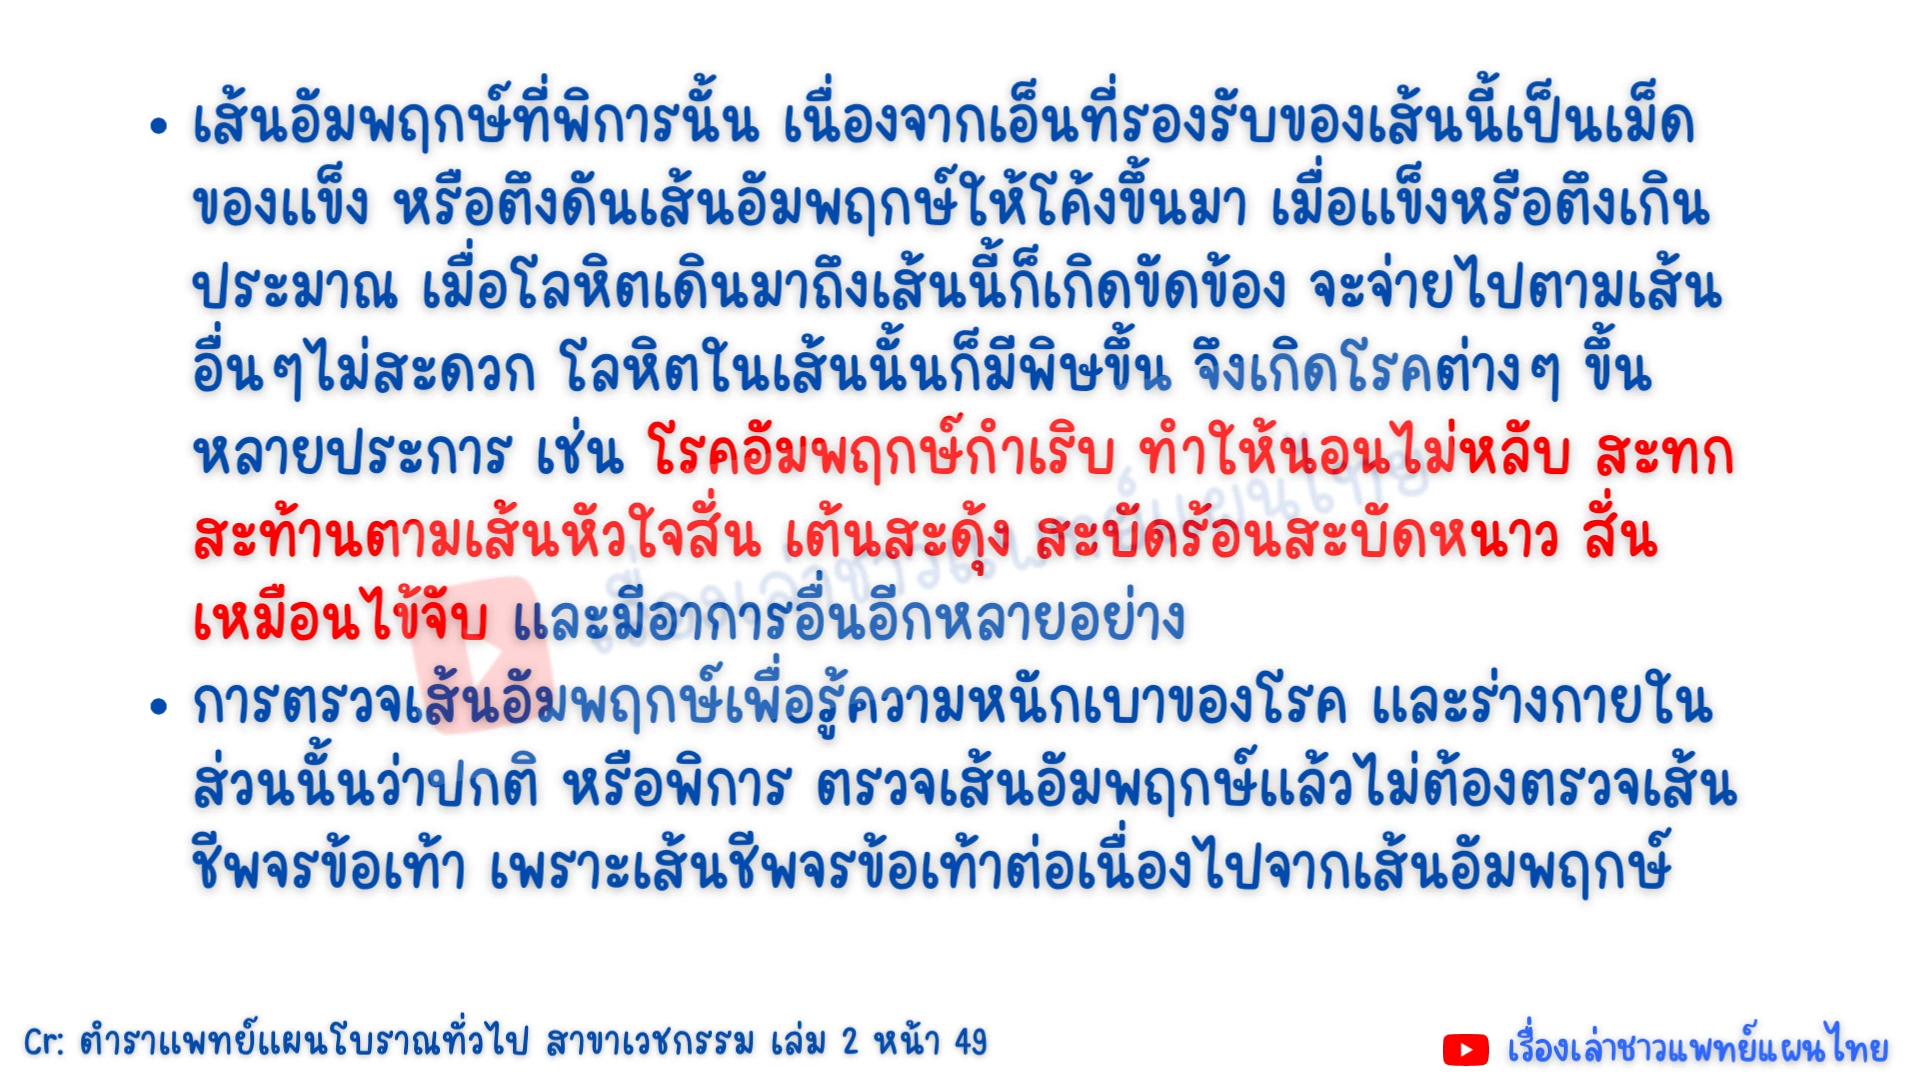 • เส้นอัมพฤกษ์ที่พิการนั้น เนื่องจากเอ็นที่รองรับของเส้นนี้เป็นเม็ด
ของแข็ง หรือตึงดันเส้นอัมพฤกษ์ให้โค้งขึ้นมา เมื่อแข็งหรือตึงเกิน
ประมาณ เมื่อโลหิตเดินมาถึงเส้นนี้ก็เกิดขัดข้อง จะจ่ายไปตามเส้น
อื่นๆไม่สะดวก โลหิตในเส้นนั้นก็มีพิษขึ้น จึงเกิดโรคต่างๆ ขึ้น
หลายประการ เช่น โรคอัมพฤกษ์กำเริบ ทำให้นอนไม่หลับ สะทก
สะท้านตามเส้นหัวใจสั่น เต้นสะดุ้ง สะบัดร้อนสะบัดหนาว สั่น
เหมือนไข้จับ และมีอาการอื่นอีกหลายอย่าง
• การตรวจเส้นอัมพฤกษ์เพื่อรู้ความหนักเบาของโรค และร่างกายใน
ส่วนนั้นว่าปกติ หรือพิการ ตรวจเส้นอัมพฤกษ์แล้วไม่ต้องตรวจเส้น
ชีพจรข้อเท้า เพราะเส้นชีพจรข้อเท้าต่อเนื่องไปจากเส้นอัมพฤกษ์
เรื่องเล่าชาวแพทย์แผนไทย
Cr: ตำราแพทย์แผนโบราณทั่วไป สาขาเวชกรรม เล่ม 2 หน้า 49
เรื่องเล่าชาวแพทย์แผนไทย